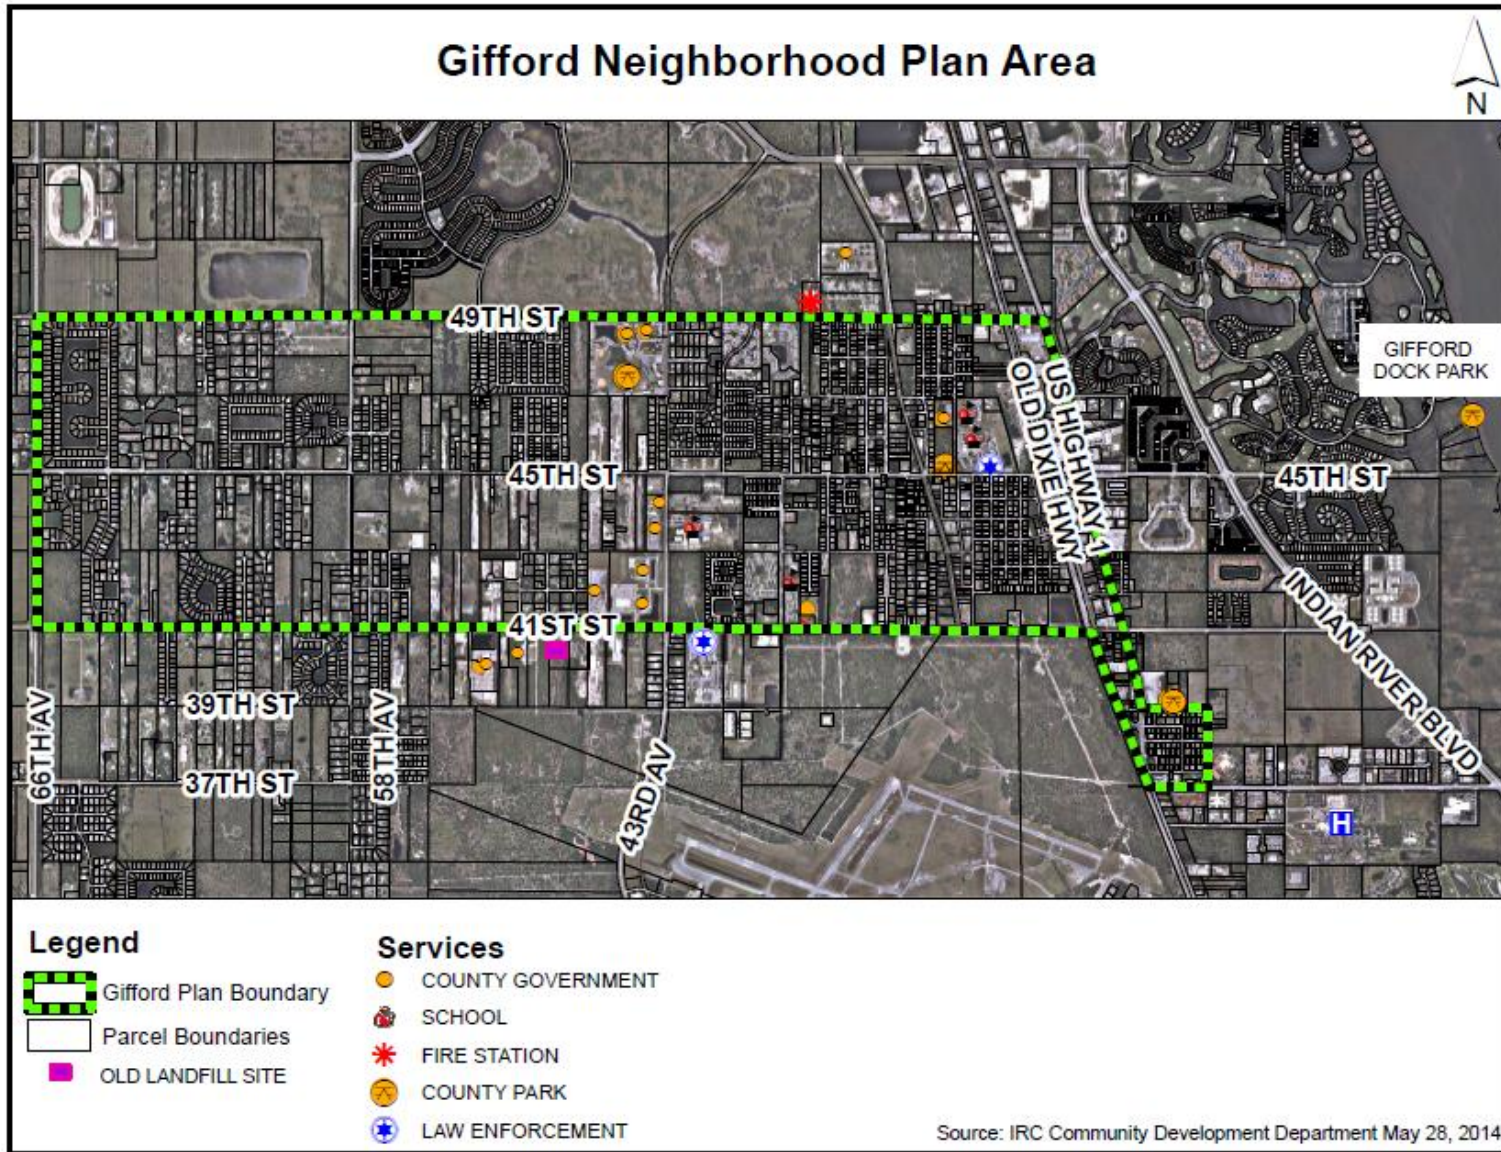 Gifford Neighborhood Plan Area
N
49TH ST
GIFFORD
DOCK PARK
US HIGHWAY 1
OLD DIXIE HWY
45TH ST
45TH ST
INDIAN RIVER BLVD
41ST ST
66TH AV
39TH ST
58TH AV
37TH ST
43RD AV
H
Legend
Gifford Plan Boundary
Parcel Boundaries
OLD LANDFILL SITE
Services
COUNTY GOVERNMENT
SCHOOL
FIRE STATION
COUNTY PARK
LAW ENFORCEMENT
Source: IRC Community Development Department May 28, 2014